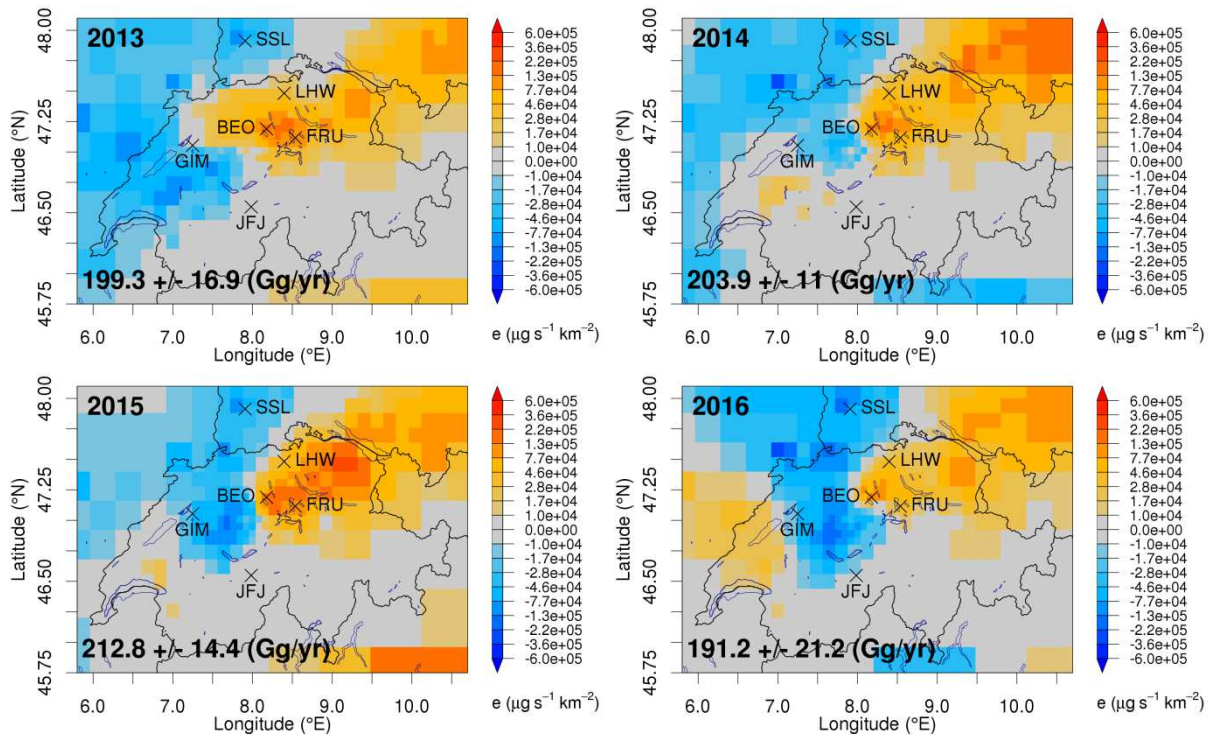 2013
SSL
LHW
BEO
FRU
GIM
JFJ
199.3 +/- 16.9 (Gg/yr)
Latitude (°N)
48.00
47.25
46.50
45.75
6.0 7.0 8.0 9.0 10.0
Longitude (°E)
6.0e+05
3.6e+05
2.2e+05
1.3e+05
7.7e+04
4.6e+04
2.8e+04
1.7e+04
1.0e+04
0.0e+00
-1.0e+04
-1.7e+04
-2.8e+04
-4.6e+04
-7.7e+04
-1.3e+05
-2.2e+05
-3.6e+05
-6.0e+05
e (µg s⁻¹ km⁻²)
2014
SSL
LHW
BEO
FRU
GIM
JFJ
203.9 +/- 11 (Gg/yr)
Latitude (°N)
48.00
47.25
46.50
45.75
6.0 7.0 8.0 9.0 10.0
Longitude (°E)
6.0e+05
3.6e+05
2.2e+05
1.3e+05
7.7e+04
4.6e+04
2.8e+04
1.7e+04
1.0e+04
0.0e+00
-1.0e+04
-1.7e+04
-2.8e+04
-4.6e+04
-7.7e+04
-1.3e+05
-2.2e+05
-3.6e+05
-6.0e+05
e (µg s⁻¹ km⁻²)
2015
SSL
LHW
BEO
FRU
GIM
JFJ
212.8 +/- 14.4 (Gg/yr)
Latitude (°N)
48.00
47.25
46.50
45.75
6.0 7.0 8.0 9.0 10.0
Longitude (°E)
6.0e+05
3.6e+05
2.2e+05
1.3e+05
7.7e+04
4.6e+04
2.8e+04
1.7e+04
1.0e+04
0.0e+00
-1.0e+04
-1.7e+04
-2.8e+04
-4.6e+04
-7.7e+04
-1.3e+05
-2.2e+05
-3.6e+05
-6.0e+05
e (µg s⁻¹ km⁻²)
2016
SSL
LHW
BEO
FRU
GIM
JFJ
191.2 +/- 21.2 (Gg/yr)
Latitude (°N)
48.00
47.25
46.50
45.75
6.0 7.0 8.0 9.0 10.0
Longitude (°E)
6.0e+05
3.6e+05
2.2e+05
1.3e+05
7.7e+04
4.6e+04
2.8e+04
1.7e+04
1.0e+04
0.0e+00
-1.0e+04
-1.7e+04
-2.8e+04
-4.6e+04
-7.7e+04
-1.3e+05
-2.2e+05
-3.6e+05
-6.0e+05
e (µg s⁻¹ km⁻²)